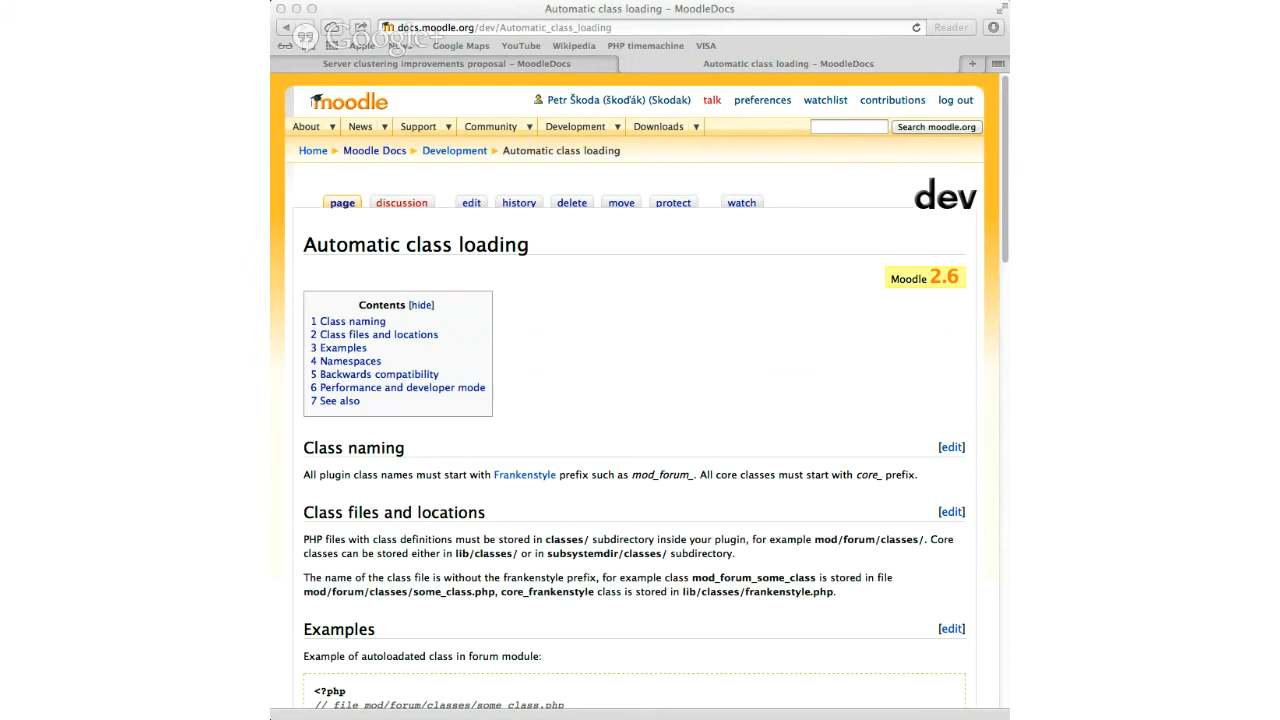 Automatic class loading – MoodleDocs
docs.moodle.org/dev/Automatic_class_loading
Reader
Google+
Apple
News
Google Maps
YouTube
Wikipedia
PHP timemachine
VISA
Server clustering improvements proposal – MoodleDocs
Automatic class loading – MoodleDocs
moodle
Petr Škoda (škoďák) (Skodak)
talk
preferences
watchlist
contributions
log out
About
News
Support
Community
Development
Downloads
Search moodle.org
Home ► Moodle Docs ► Development ► Automatic class loading
dev
page
discussion
edit
history
delete
move
protect
watch
Automatic class loading
Moodle 2.6
Contents [hide]
1 Class naming
2 Class files and locations
3 Examples
4 Namespaces
5 Backwards compatibility
6 Performance and developer mode
7 See also
Class naming
[edit]
All plugin class names must start with Frankenstyle prefix such as mod_forum_. All core classes must start with core_ prefix.
Class files and locations
[edit]
PHP files with class definitions must be stored in classes/ subdirectory inside your plugin, for example mod/forum/classes/. Core
classes can be stored either in lib/classes/ or in subsystemdir/classes/ subdirectory.
The name of the class file is without the frankenstyle prefix, for example class mod_forum_some_class is stored in file
mod/forum/classes/some_class.php, core_frankenstyle class is stored in lib/classes/frankenstyle.php.
Examples
[edit]
Example of autoloadated class in forum module:
<?php
// file mod/forum/classes/some_class.php